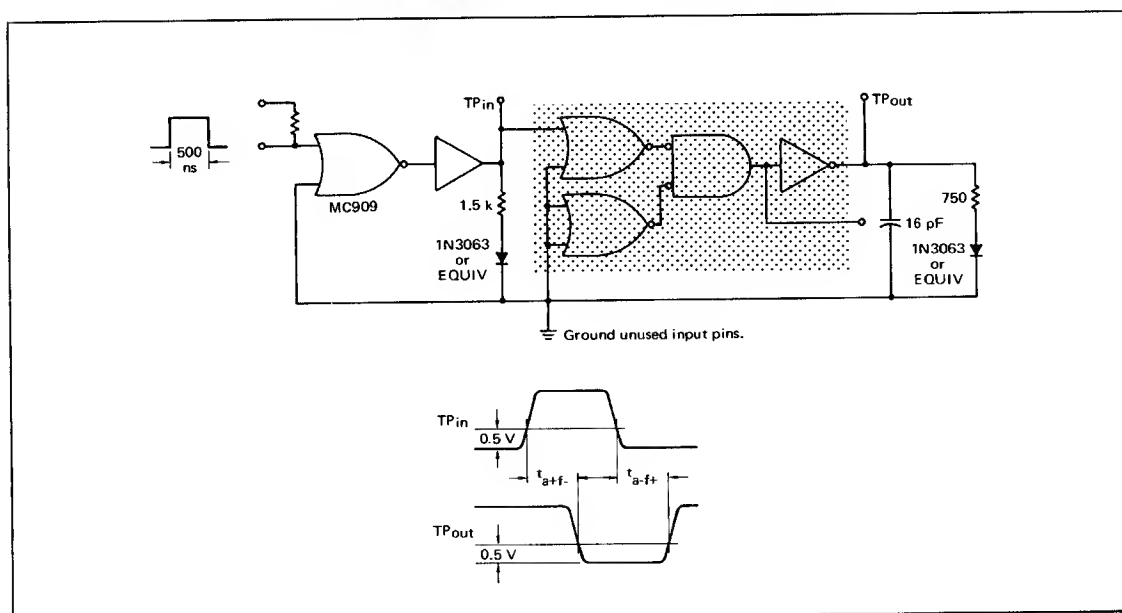 TPin
TPout
500
ns
MC909
1.5 k
1N3063
or
EQUIV
750
16 pF
1N3063
or
EQUIV
Ground unused input pins.
TPin
0.5 V
ta+f-
ta-f+
TPout
0.5 V